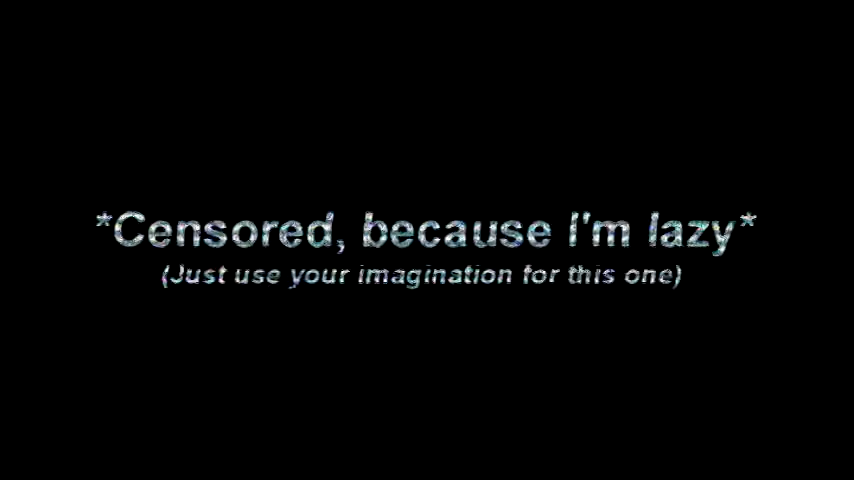 *Censored, because I'm lazy*
(Just use your imagination for this one)